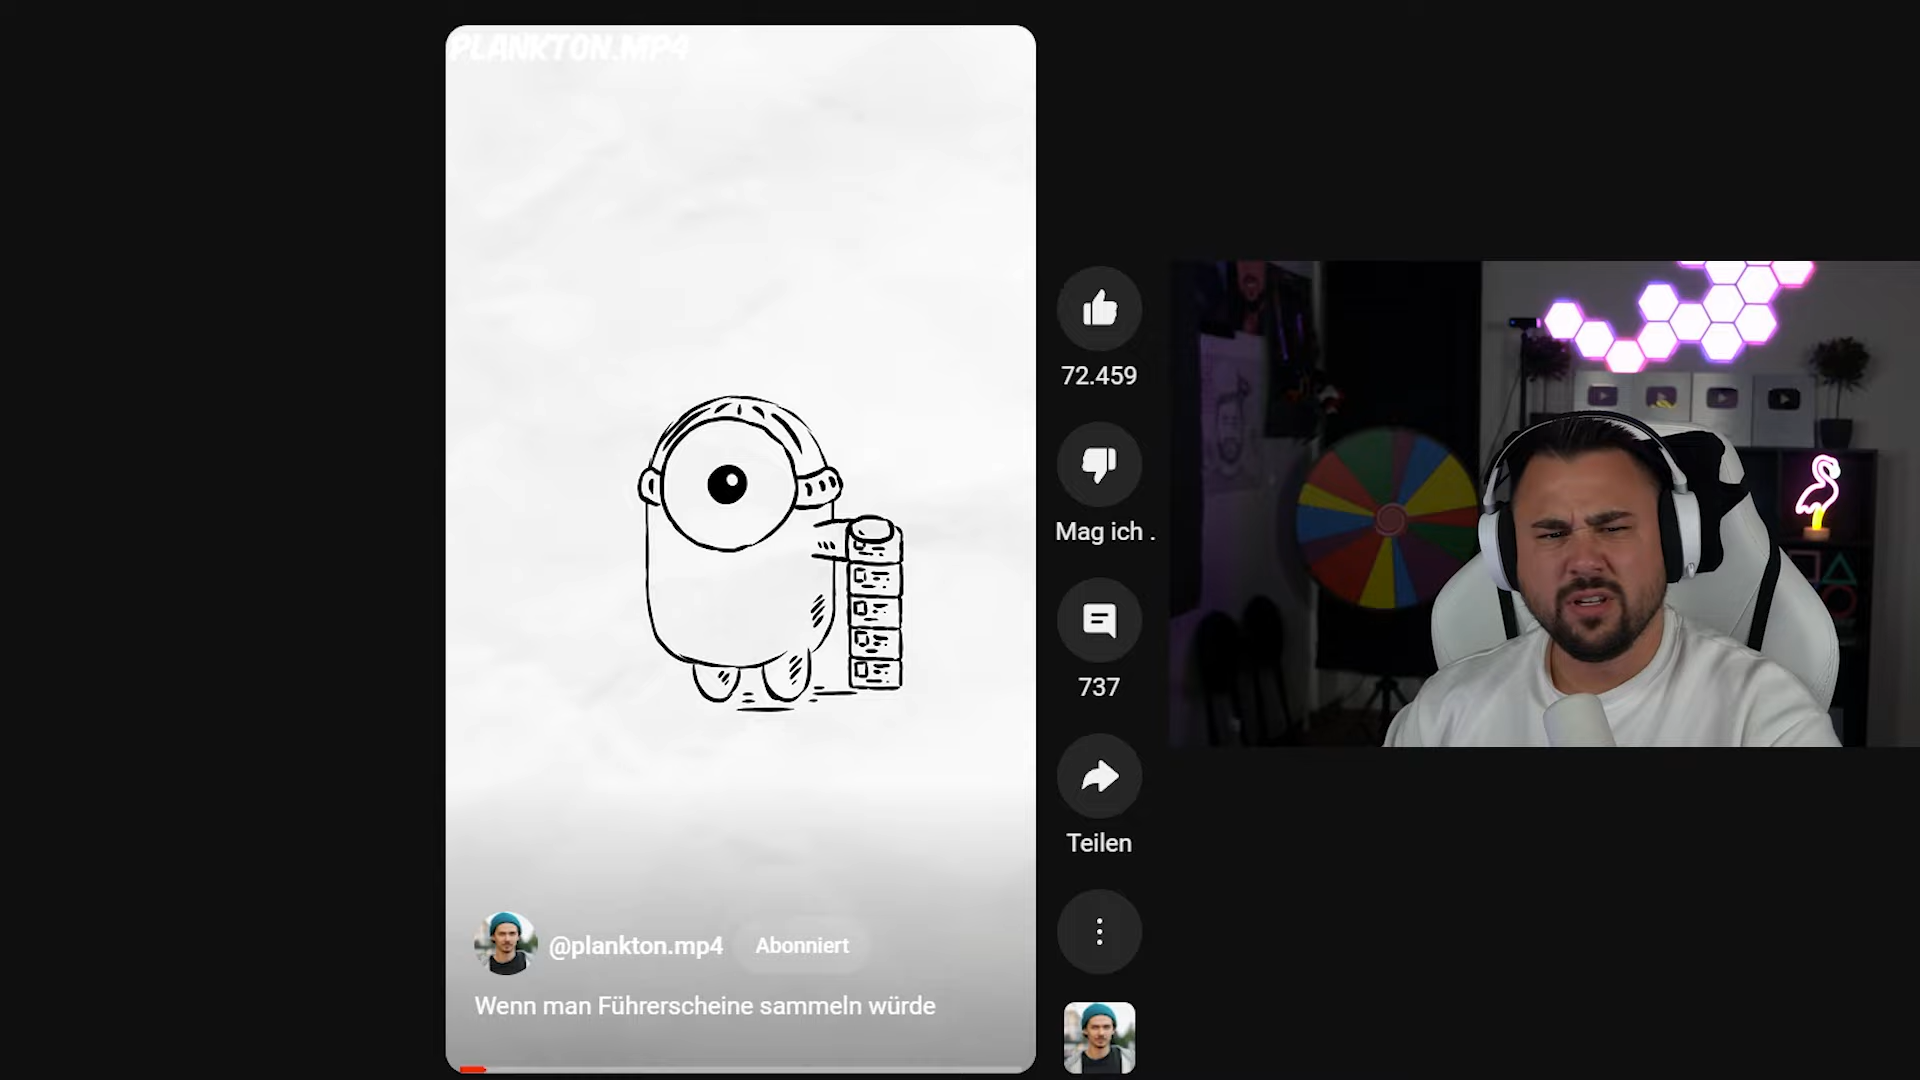 PLANKTON.MP4
72.459
Mag ich .
737
Teilen
@plankton.mp4
Abonniert
Wenn man Führerscheine sammeln würde